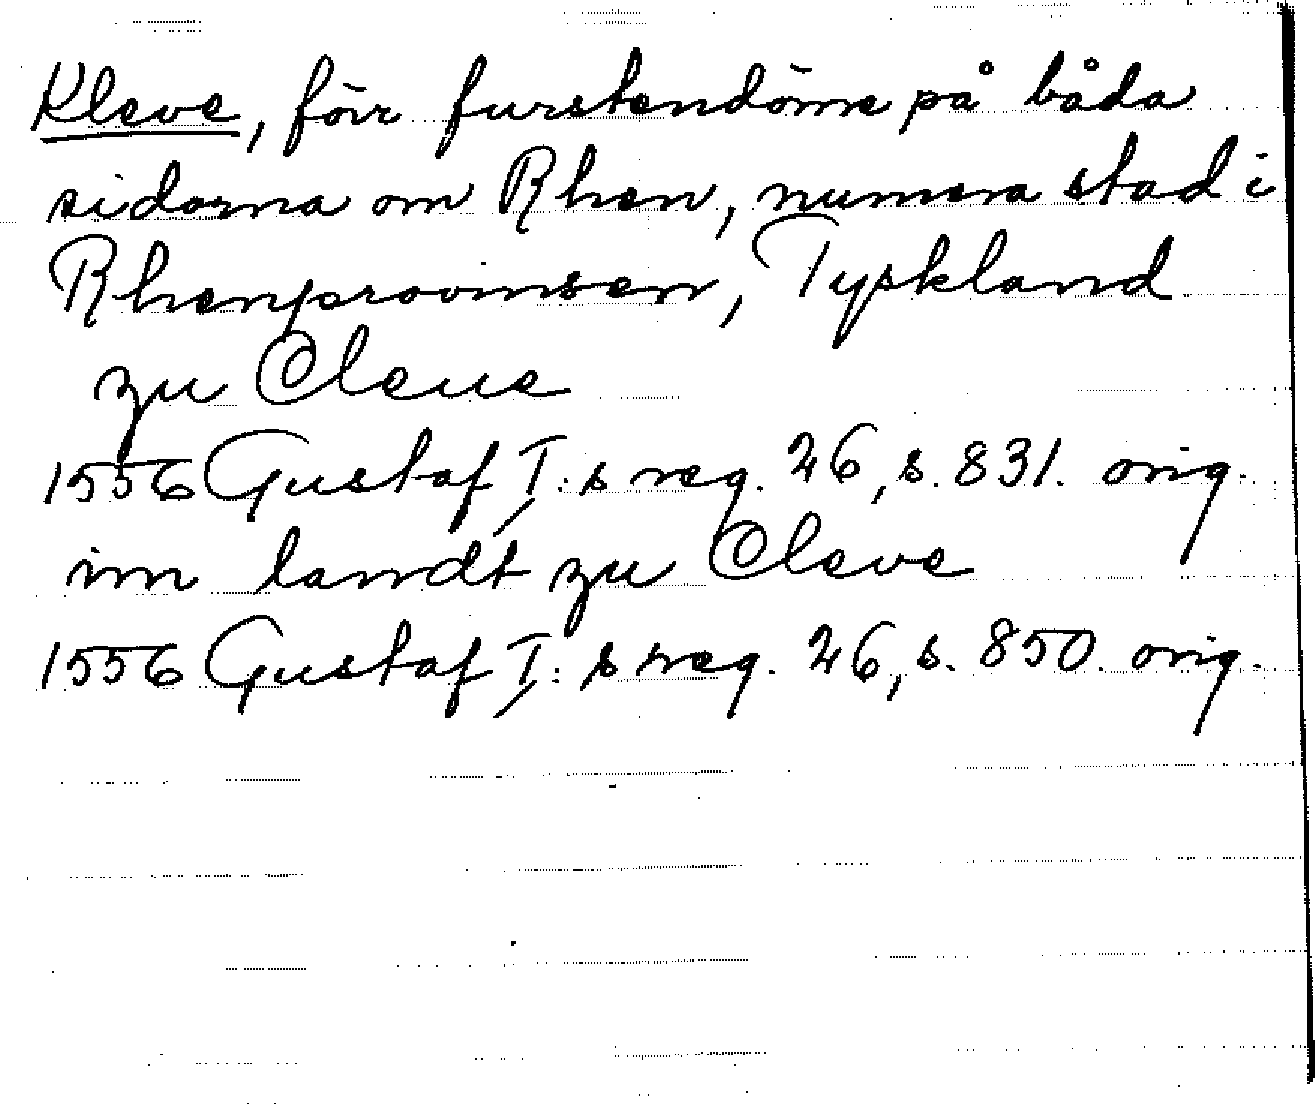 Kleve, förr furstendöme på båda
sidorna om Rhen, numera stad i
Rhenprovinsen, Tyskland
zu Cleue
1556 Gustaf I:s reg. 26, s. 831. orig.
im landt zu Cleve
1556 Gustaf I:s reg. 26, s. 850. orig.